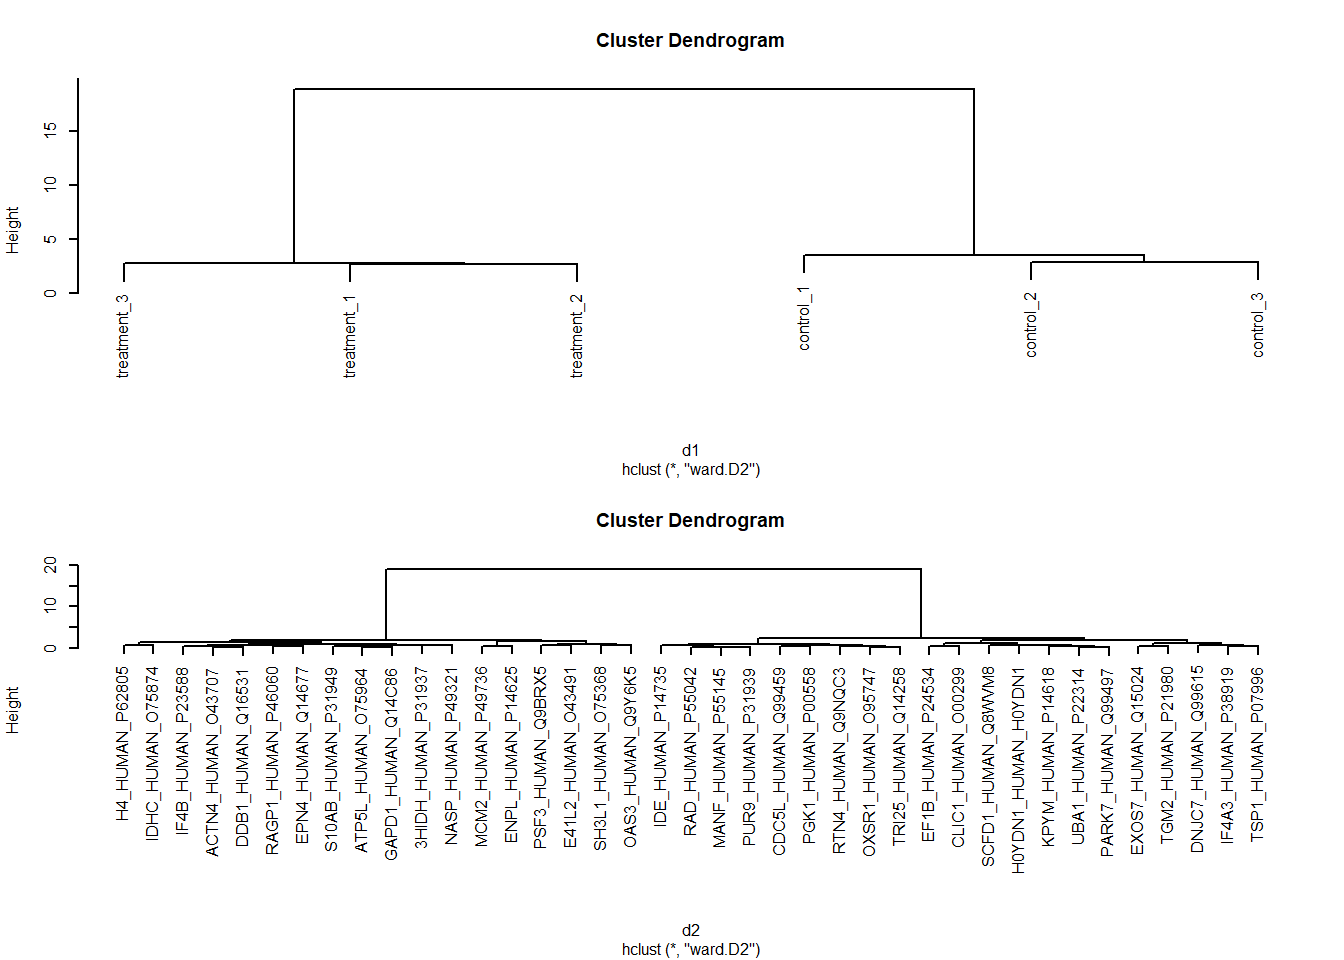 Cluster Dendrogram
Height
15
10
5
0
treatment_3
treatment_1
treatment_2
control_1
control_2
control_3
d1
hclust (*, "ward.D2")
Cluster Dendrogram
Height
20
10
0
H4_HUMAN_P62805
IDHC_HUMAN_O75874
IF4B_HUMAN_P23588
ACTN4_HUMAN_O43707
DDB1_HUMAN_Q16531
RAGP1_HUMAN_P46060
EPN4_HUMAN_Q14677
S10AB_HUMAN_P31949
ATP5L_HUMAN_O75964
GAPD1_HUMAN_Q14C86
3HIDH_HUMAN_P31937
NASP_HUMAN_P49321
MCM2_HUMAN_P49736
ENPL_HUMAN_P14625
PSF3_HUMAN_Q9BRX5
E41L2_HUMAN_O43491
SH3L1_HUMAN_O75368
OAS3_HUMAN_Q9Y6K5
IDE_HUMAN_P14735
RAD_HUMAN_P55042
MANF_HUMAN_P55145
PUR9_HUMAN_P31939
CDC5L_HUMAN_Q99459
PGK1_HUMAN_P00558
RTN4_HUMAN_Q9NQC3
OXSR1_HUMAN_O95747
TRI25_HUMAN_Q14258
EF1B_HUMAN_P24534
CLIC1_HUMAN_O00299
SCFD1_HUMAN_Q8WVM8
H0YDN1_HUMAN_H0YDN1
KPYM_HUMAN_P14618
UBA1_HUMAN_P22314
PARK7_HUMAN_Q99497
EXOS7_HUMAN_Q15024
TGM2_HUMAN_P21980
DNJC7_HUMAN_Q99615
IF4A3_HUMAN_P38919
TSP1_HUMAN_P07996
d2
hclust (*, "ward.D2")